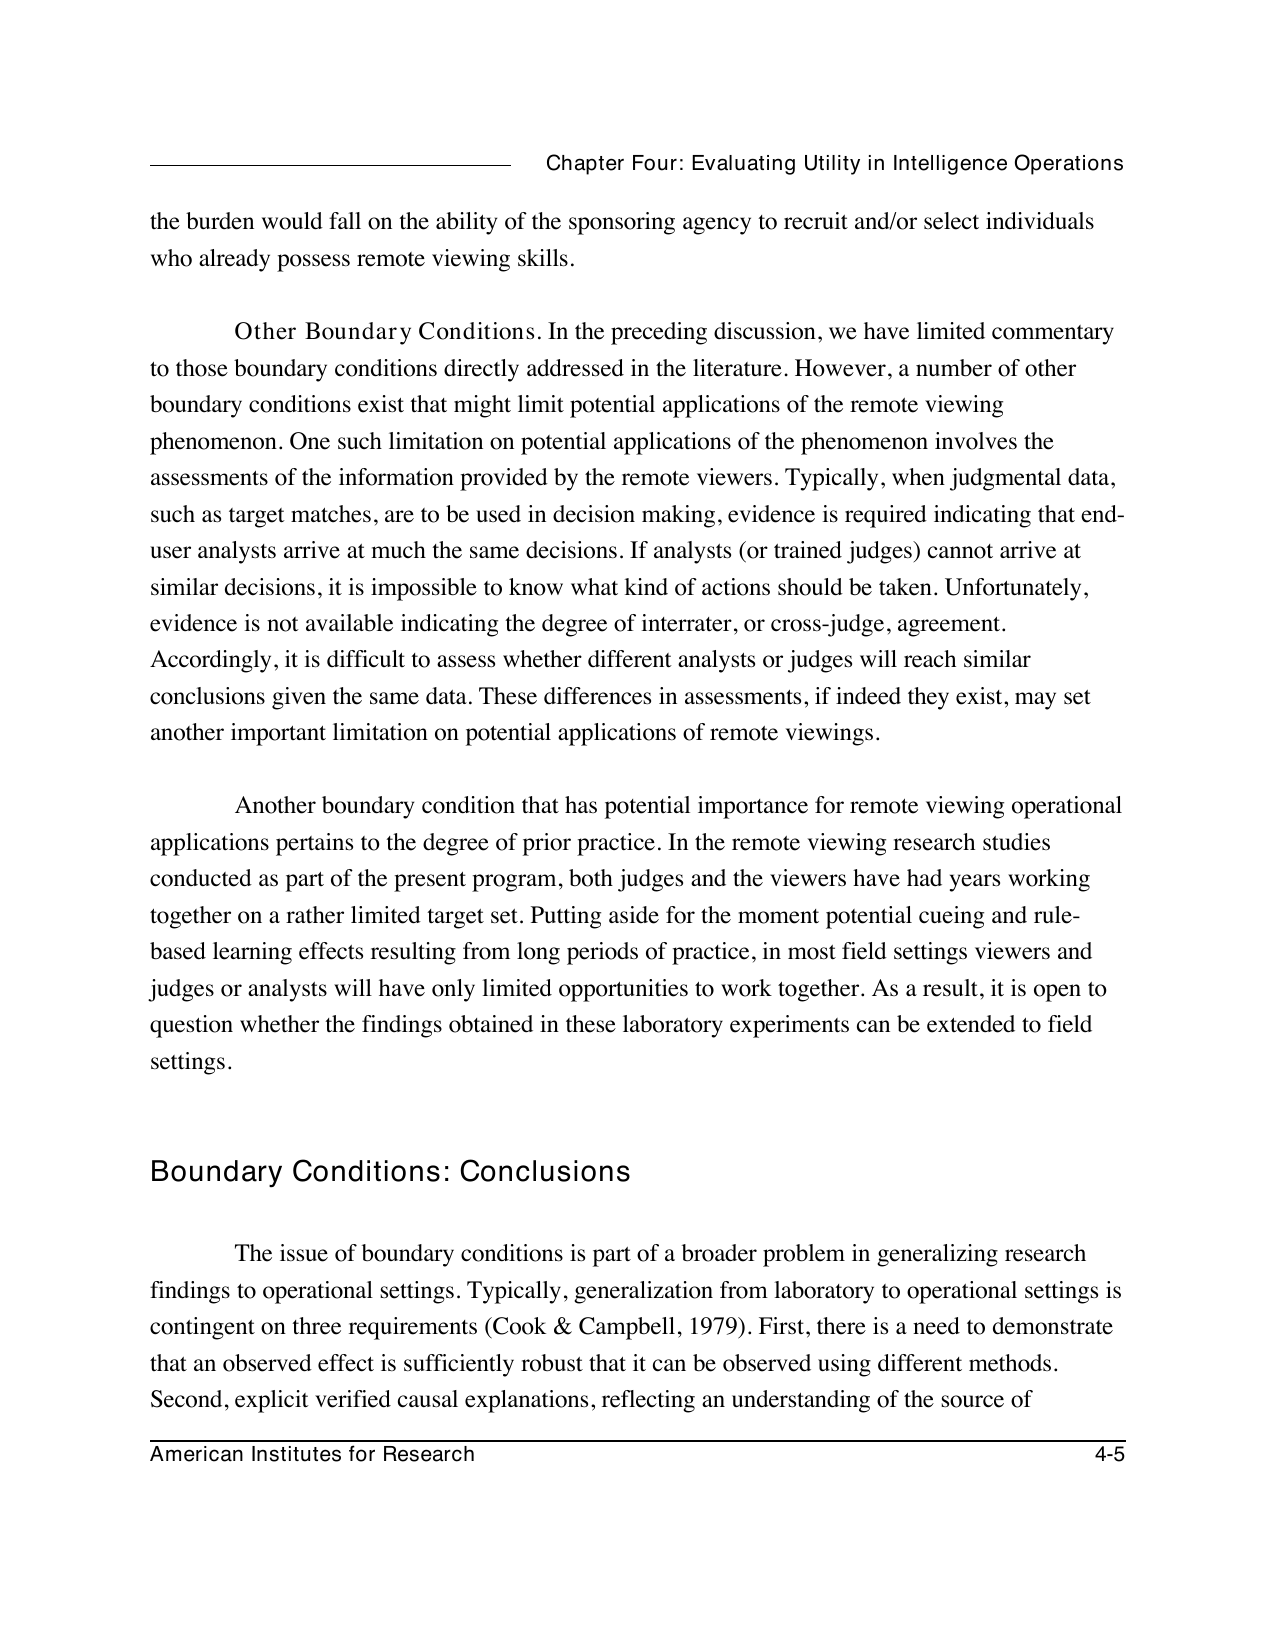 Chapter Four: Evaluating Utility in Intelligence Operations
the burden would fall on the ability of the sponsoring agency to recruit and/or select individuals
who already possess remote viewing skills.
Other Boundary Conditions. In the preceding discussion, we have limited commentary
to those boundary conditions directly addressed in the literature. However, a number of other
boundary conditions exist that might limit potential applications of the remote viewing
phenomenon. One such limitation on potential applications of the phenomenon involves the
assessments of the information provided by the remote viewers. Typically, when judgmental data,
such as target matches, are to be used in decision making, evidence is required indicating that end-
user analysts arrive at much the same decisions. If analysts (or trained judges) cannot arrive at
similar decisions, it is impossible to know what kind of actions should be taken. Unfortunately,
evidence is not available indicating the degree of interrater, or cross-judge, agreement.
Accordingly, it is difficult to assess whether different analysts or judges will reach similar
conclusions given the same data. These differences in assessments, if indeed they exist, may set
another important limitation on potential applications of remote viewings.
Another boundary condition that has potential importance for remote viewing operational
applications pertains to the degree of prior practice. In the remote viewing research studies
conducted as part of the present program, both judges and the viewers have had years working
together on a rather limited target set. Putting aside for the moment potential cueing and rule-
based learning effects resulting from long periods of practice, in most field settings viewers and
judges or analysts will have only limited opportunities to work together. As a result, it is open to
question whether the findings obtained in these laboratory experiments can be extended to field
settings.
Boundary Conditions: Conclusions
The issue of boundary conditions is part of a broader problem in generalizing research
findings to operational settings. Typically, generalization from laboratory to operational settings is
contingent on three requirements (Cook & Campbell, 1979). First, there is a need to demonstrate
that an observed effect is sufficiently robust that it can be observed using different methods.
Second, explicit verified causal explanations, reflecting an understanding of the source of
American Institutes for Research 4-5